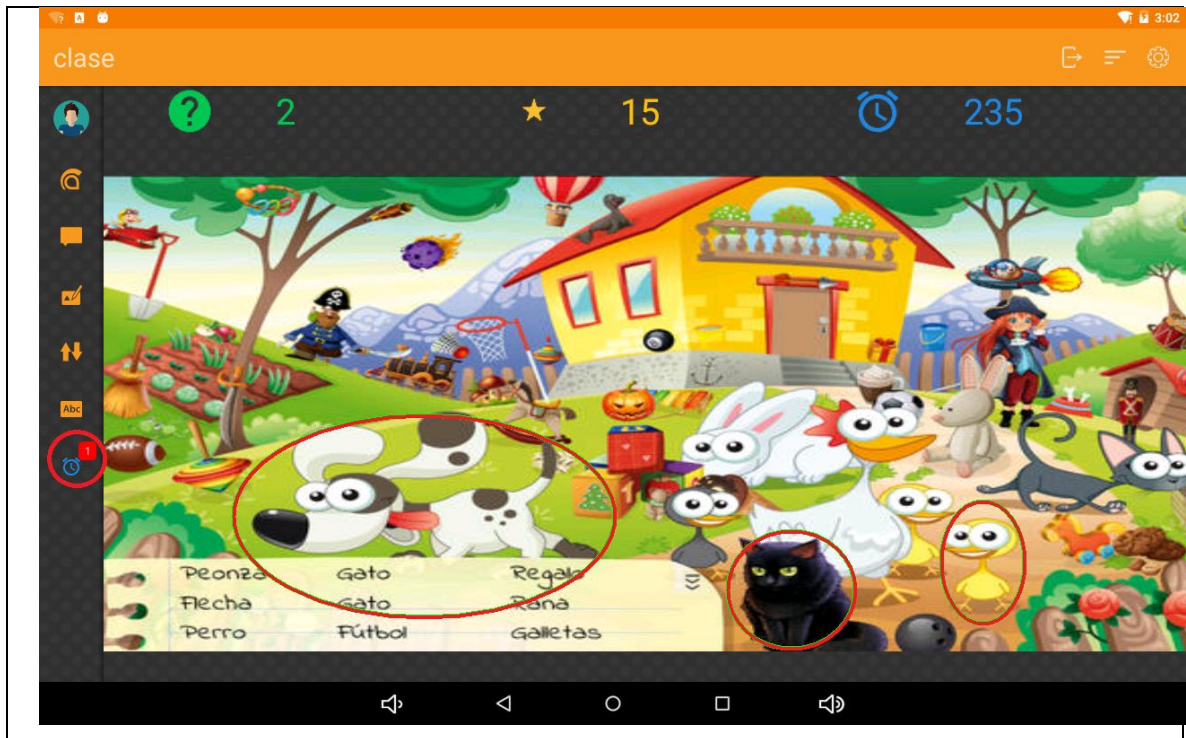 3:02
clase
? 2 ★ 15 235
Abc
1
Peonza Gato Regalo
Flecha Gato Rana
Perro Fútbol Galletas